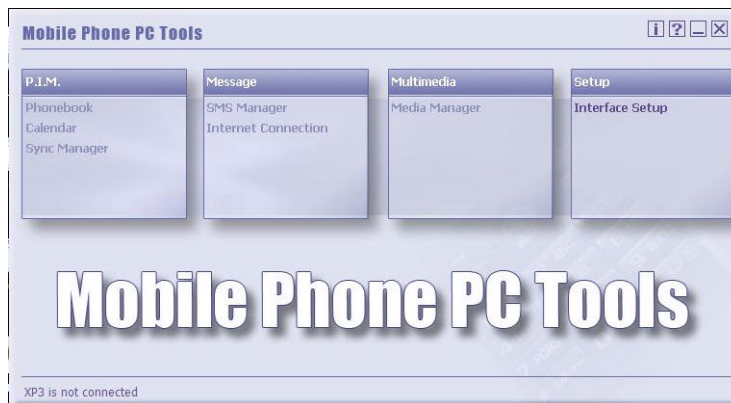 Mobile Phone PC Tools
P.I.M.
Phonebook
Calendar
Sync Manager
Message
SMS Manager
Internet Connection
Multimedia
Media Manager
Setup
Interface Setup
Mobile Phone PC Tools
XP3 is not connected